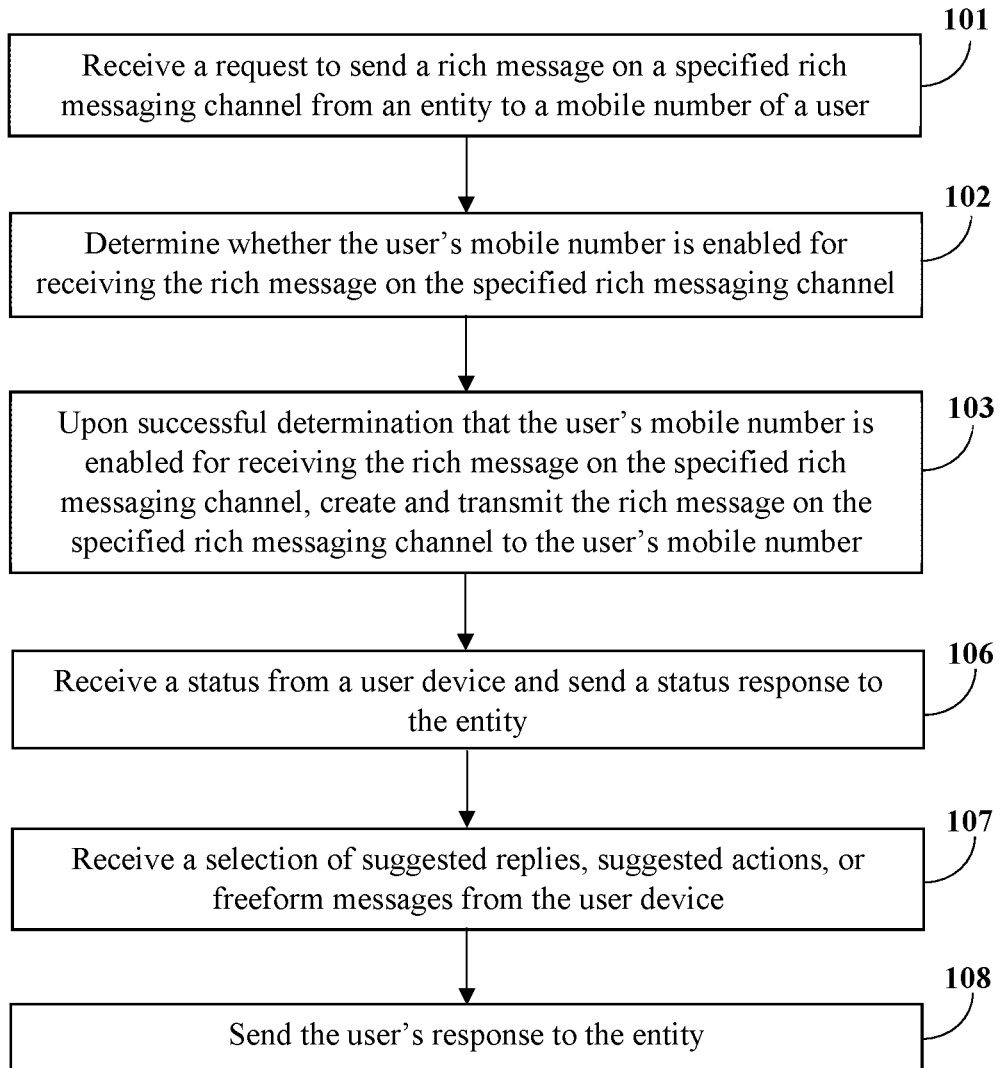 101
Receive a request to send a rich message on a specified rich
messaging channel from an entity to a mobile number of a user
102
Determine whether the user’s mobile number is enabled for
receiving the rich message on the specified rich messaging channel
103
Upon successful determination that the user’s mobile number is
enabled for receiving the rich message on the specified rich
messaging channel, create and transmit the rich message on the
specified rich messaging channel to the user’s mobile number
106
Receive a status from a user device and send a status response to
the entity
107
Receive a selection of suggested replies, suggested actions, or
freeform messages from the user device
108
Send the user’s response to the entity